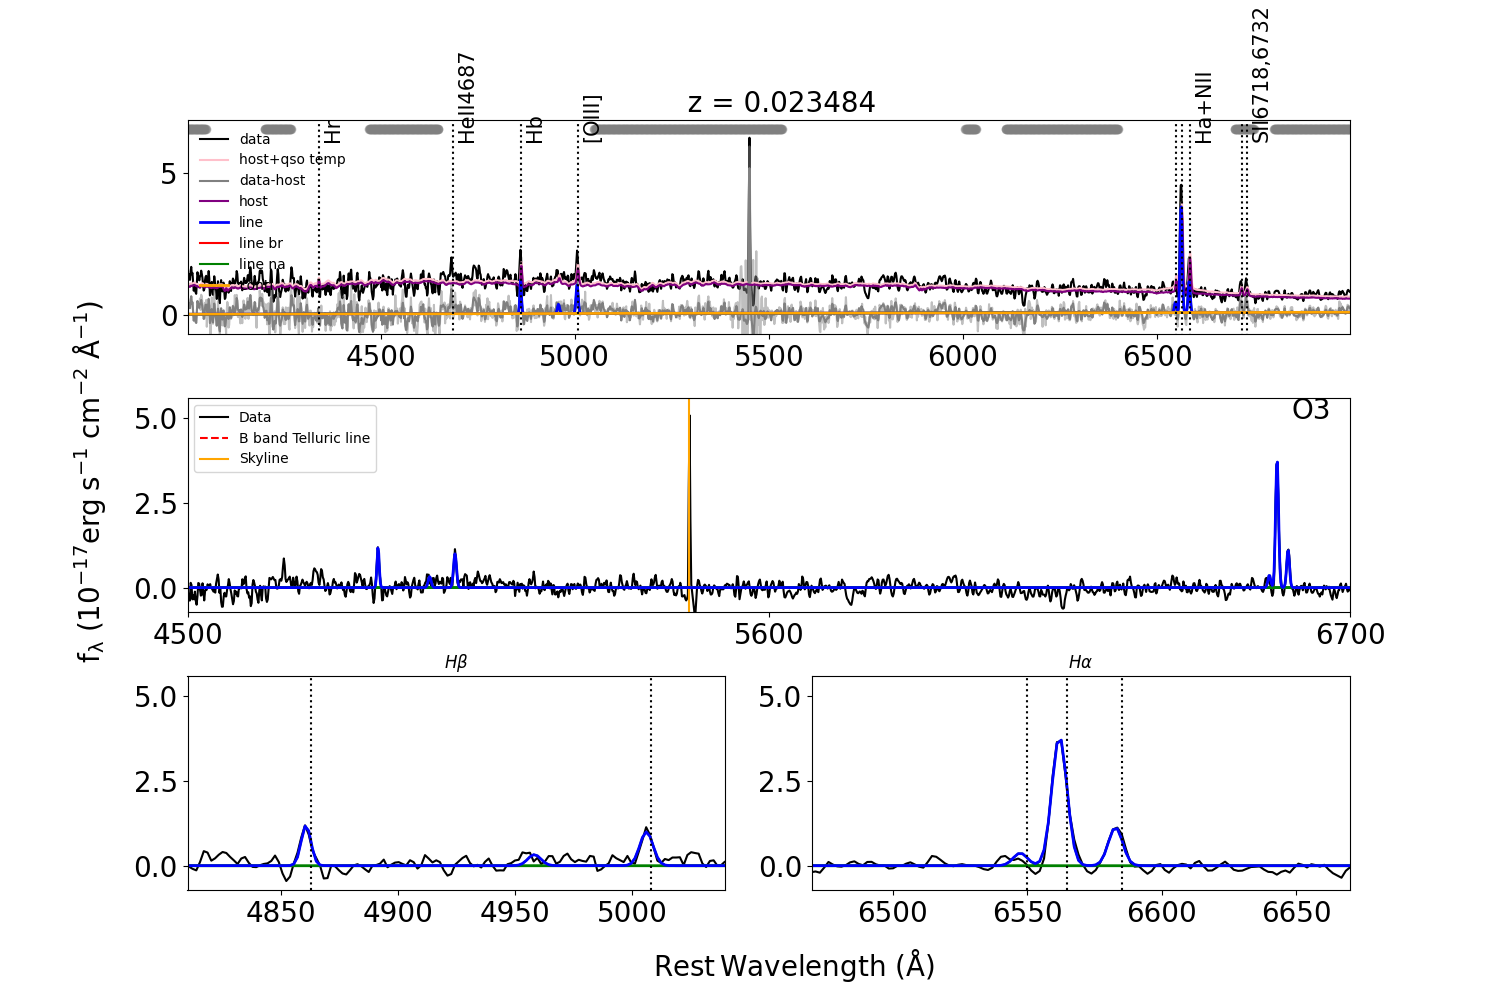 z = 0.023484
Hr
HeII4687
Hb
[OIII]
Ha+NII
SII6718,6732
data
host+qso temp
data-host
host
line
line br
line na
5
0
4500 5000 5500 6000 6500
fλ (10⁻¹⁷erg s⁻¹ cm⁻² Å⁻¹)
O3
Data
B band Telluric line
Skyline
5.0
2.5
0.0
4500 5600 6700
Hβ
5.0
2.5
0.0
4850 4900 4950 5000
Hα
5.0
2.5
0.0
6500 6550 6600 6650
Rest Wavelength (Å)